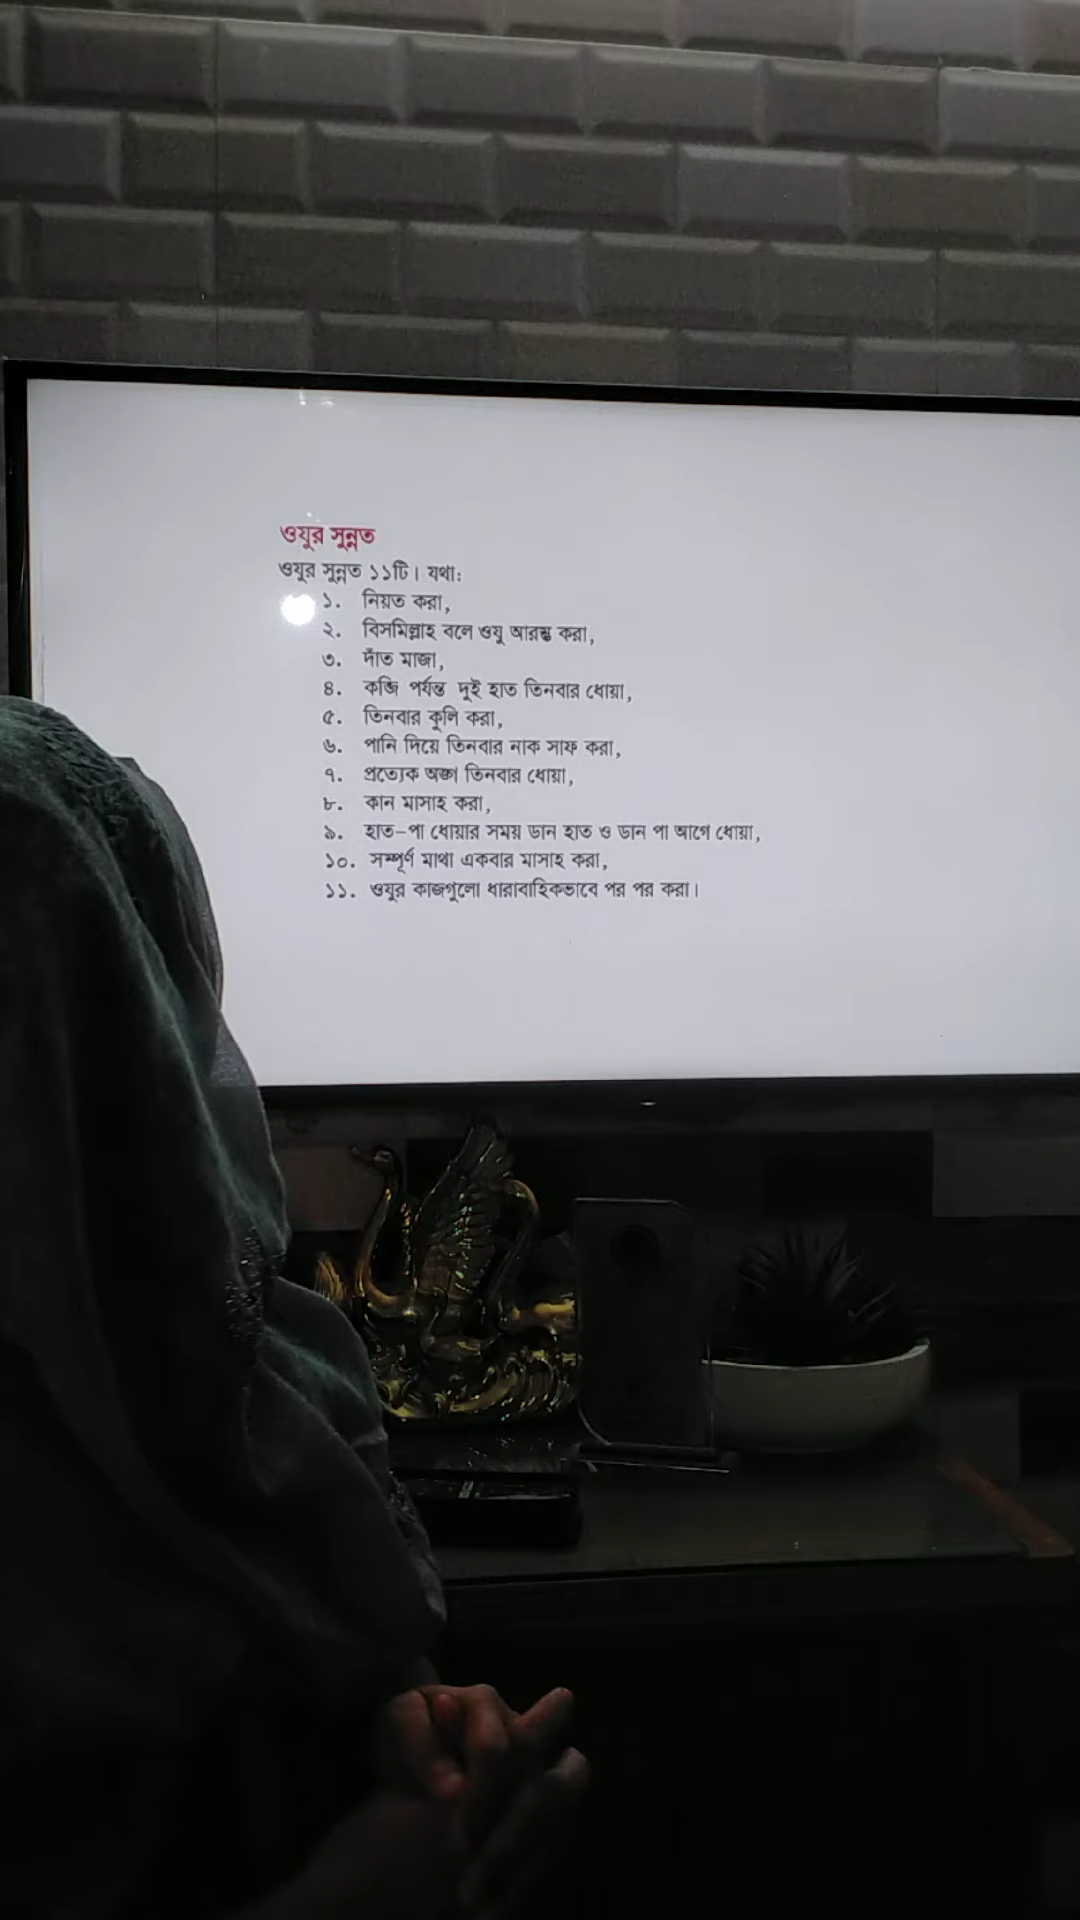 ওযুর সুন্নত
ওযুর সুন্নত ১১টি। যথা:
১. নিয়ত করা,
২. বিসমিল্লাহ বলে ওযু আরম্ভ করা,
৩. দাঁত মাজা,
৪. কব্জি পর্যন্ত দুই হাত তিনবার ধোয়া,
৫. তিনবার কুলি করা,
৬. পানি দিয়ে তিনবার নাক সাফ করা,
৭. প্রত্যেক অঙ্গ তিনবার ধোয়া,
৮. কান মাসাহ করা,
৯. হাত-পা ধোয়ার সময় ডান হাত ও ডান পা আগে ধোয়া,
১০. সম্পূর্ণ মাথা একবার মাসাহ করা,
১১. ওযুর কাজগুলো ধারাবাহিকভাবে পর পর করা।